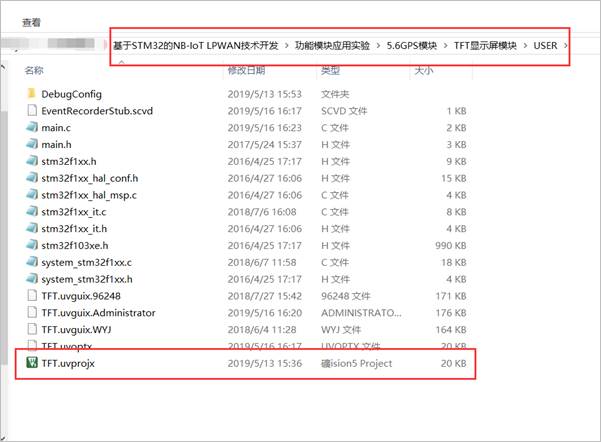 查看
基于STM32的NB-IoT LPWAN技术开发 > 功能模块应用实验 > 5.6GPS模块 > TFT显示屏模块 > USER >
名称 修改日期 类型 大小
DebugConfig 2019/5/13 15:53 文件夹
EventRecorderStub.scvd 2019/5/16 16:17 SCVD 文件 1 KB
main.c 2019/5/16 16:23 C 文件 2 KB
main.h 2017/5/24 15:37 H 文件 3 KB
stm32f1xx.h 2016/4/25 17:17 H 文件 9 KB
stm32f1xx_hal_conf.h 2016/4/27 16:06 H 文件 15 KB
stm32f1xx_hal_msp.c 2016/4/27 16:06 C 文件 4 KB
stm32f1xx_it.c 2018/7/6 16:08 C 文件 8 KB
stm32f1xx_it.h 2016/4/27 16:06 H 文件 4 KB
stm32f103xe.h 2016/4/25 17:17 H 文件 990 KB
system_stm32f1xx.c 2018/6/7 11:58 C 文件 18 KB
system_stm32f1xx.h 2016/4/25 17:17 H 文件 4 KB
TFT.uvguix.96248 2018/7/27 15:42 96248 文件 171 KB
TFT.uvguix.Administrator 2019/5/16 16:20 ADMINISTRATO... 176 KB
TFT.uvguix.WYJ 2018/6/4 11:28 WYJ 文件 164 KB
TFT.uvoptx 2019/5/16 16:17 UVOPTX 文件 20 KB
TFT.uvprojx 2019/5/13 15:36 礦ision5 Project 20 KB